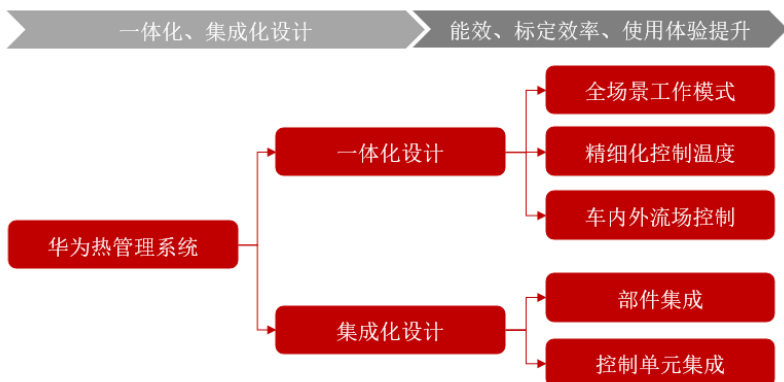 一体化、集成化设计
能效、标定效率、使用体验提升
全场景工作模式
一体化设计
精细化控制温度
车内外流场控制
华为热管理系统
部件集成
集成化设计
控制单元集成